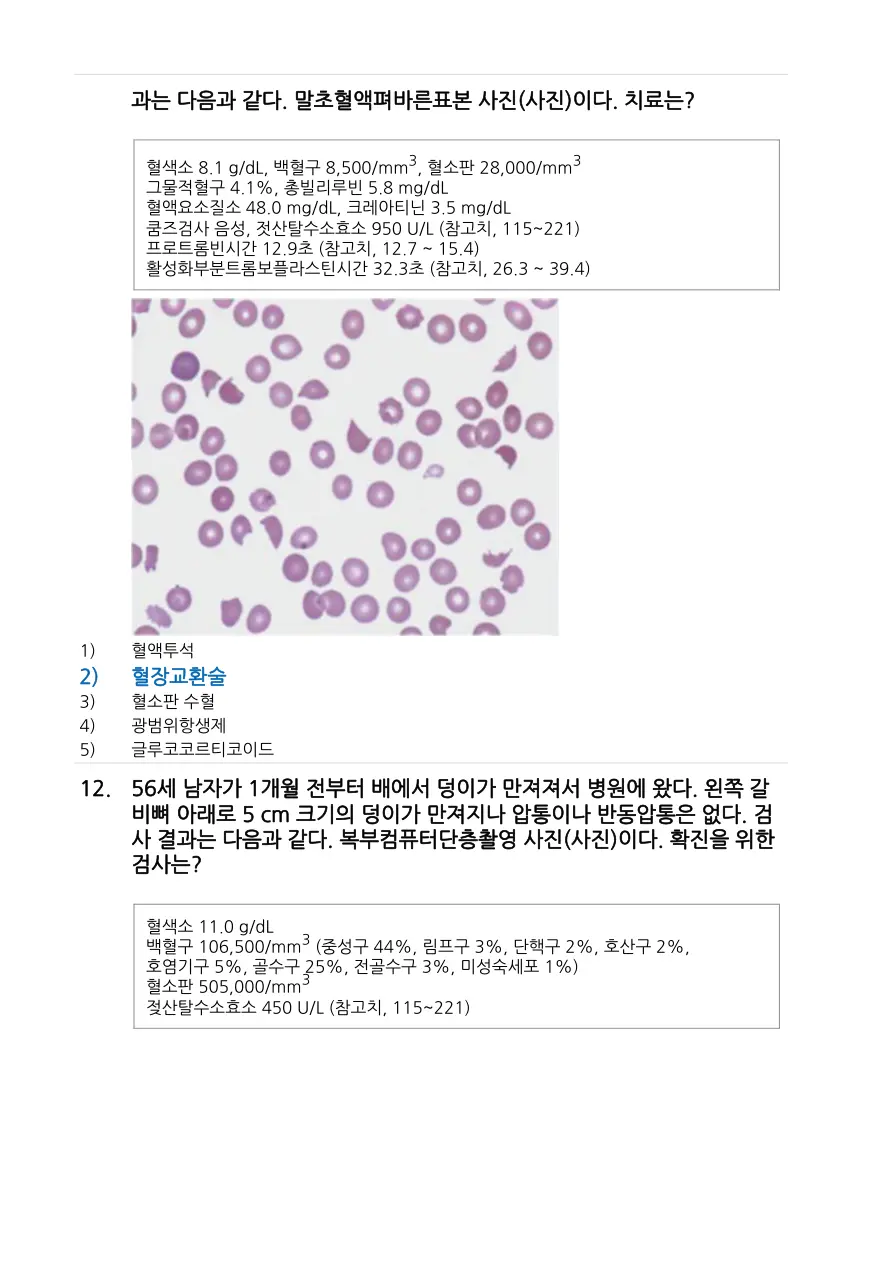 과는 다음과 같다. 말초혈액펴바른표본 사진(사진)이다. 치료는?
혈색소 8.1 g/dL, 백혈구 8,500/mm³, 혈소판 28,000/mm³
그물적혈구 4.1%, 총빌리루빈 5.8 mg/dL
혈액요소질소 48.0 mg/dL, 크레아티닌 3.5 mg/dL
쿰즈검사 음성, 젓산탈수소효소 950 U/L (참고치, 115~221)
프로트롬빈시간 12.9초 (참고치, 12.7 ~ 15.4)
활성화부분트롬보플라스틴시간 32.3초 (참고치, 26.3 ~ 39.4)
1) 혈액투석
2) 혈장교환술
3) 혈소판 수혈
4) 광범위항생제
5) 글루코코르티코이드
12. 56세 남자가 1개월 전부터 배에서 덩이가 만져져서 병원에 왔다. 왼쪽 갈
비뼈 아래로 5 cm 크기의 덩이가 만져지나 압통이나 반동압통은 없다. 검
사 결과는 다음과 같다. 복부컴퓨터단층촬영 사진(사진)이다. 확진을 위한
검사는?
혈색소 11.0 g/dL
백혈구 106,500/mm³ (중성구 44%, 림프구 3%, 단핵구 2%, 호산구 2%,
호염기구 5%, 골수구 25%, 전골수구 3%, 미성숙세포 1%)
혈소판 505,000/mm³
젖산탈수소효소 450 U/L (참고치, 115~221)